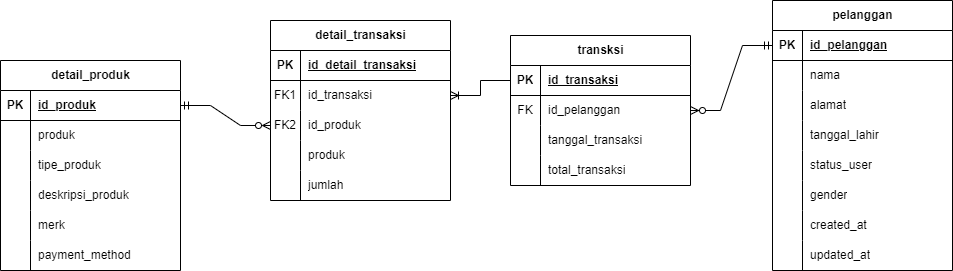 detail_produk
PK id_produk
produk
tipe_produk
deskripsi_produk
merk
payment_method
detail_transaksi
PK id_detail_transaksi
FK1 id_transaksi
FK2 id_produk
produk
jumlah
transksi
PK id_transaksi
FK id_pelanggan
tanggal_transaksi
total_transaksi
pelanggan
PK id_pelanggan
nama
alamat
tanggal_lahir
status_user
gender
created_at
updated_at